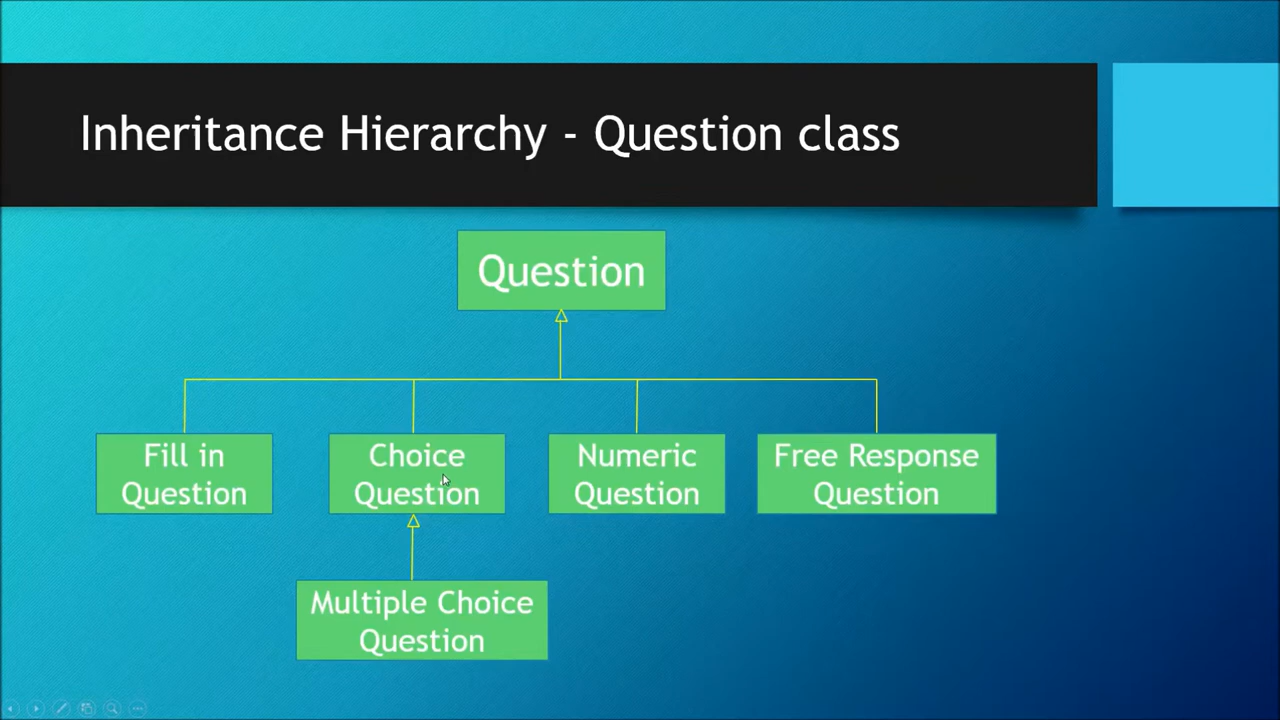 Inheritance Hierarchy - Question class
Question
Fill in
Question
Choice
Question
Numeric
Question
Free Response
Question
Multiple Choice
Question